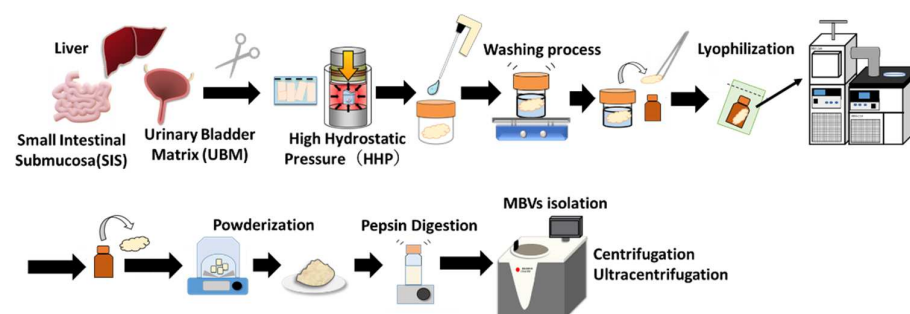 Liver
Small Intestinal
Submucosa(SIS)
Urinary Bladder
Matrix (UBM)
High Hydrostatic
Pressure （HHP)
Washing process
Lyophilization
Powderization
Pepsin Digestion
MBVs isolation
Centrifugation
Ultracentrifugation